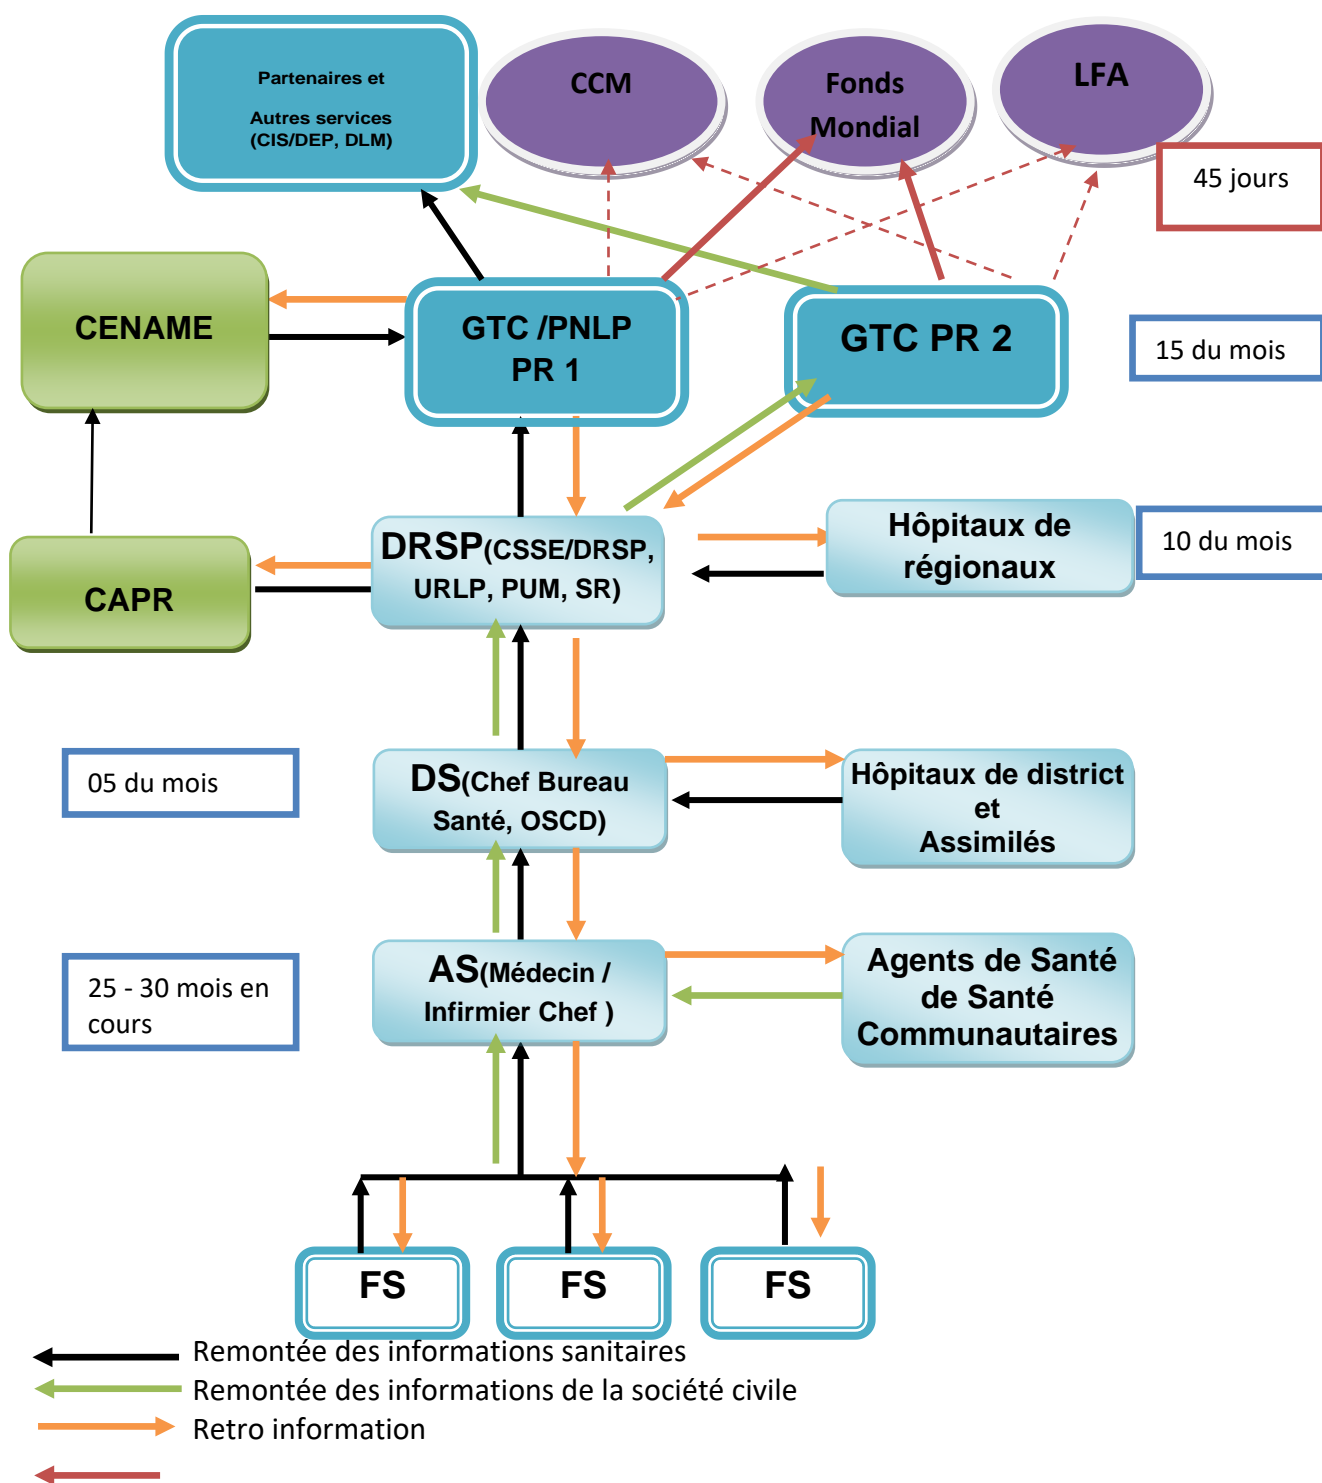 Partenaires et
Autres services
(CIS/DEP, DLM)
CCM
Fonds
Mondial
LFA
45 jours
CENAME
GTC /PNLP
PR 1
GTC PR 2
15 du mois
DRSP(CSSE/DRSP,
URLP, PUM, SR)
Hôpitaux de
régionaux
10 du mois
CAPR
05 du mois
DS(Chef Bureau
Santé, OSCD)
Hôpitaux de district
et
Assimilés
25 - 30 mois en
cours
AS(Médecin /
Infirmier Chef )
Agents de Santé
de Santé
Communautaires
FS
FS
FS
Remontée des informations sanitaires
Remontée des informations de la société civile
Retro information